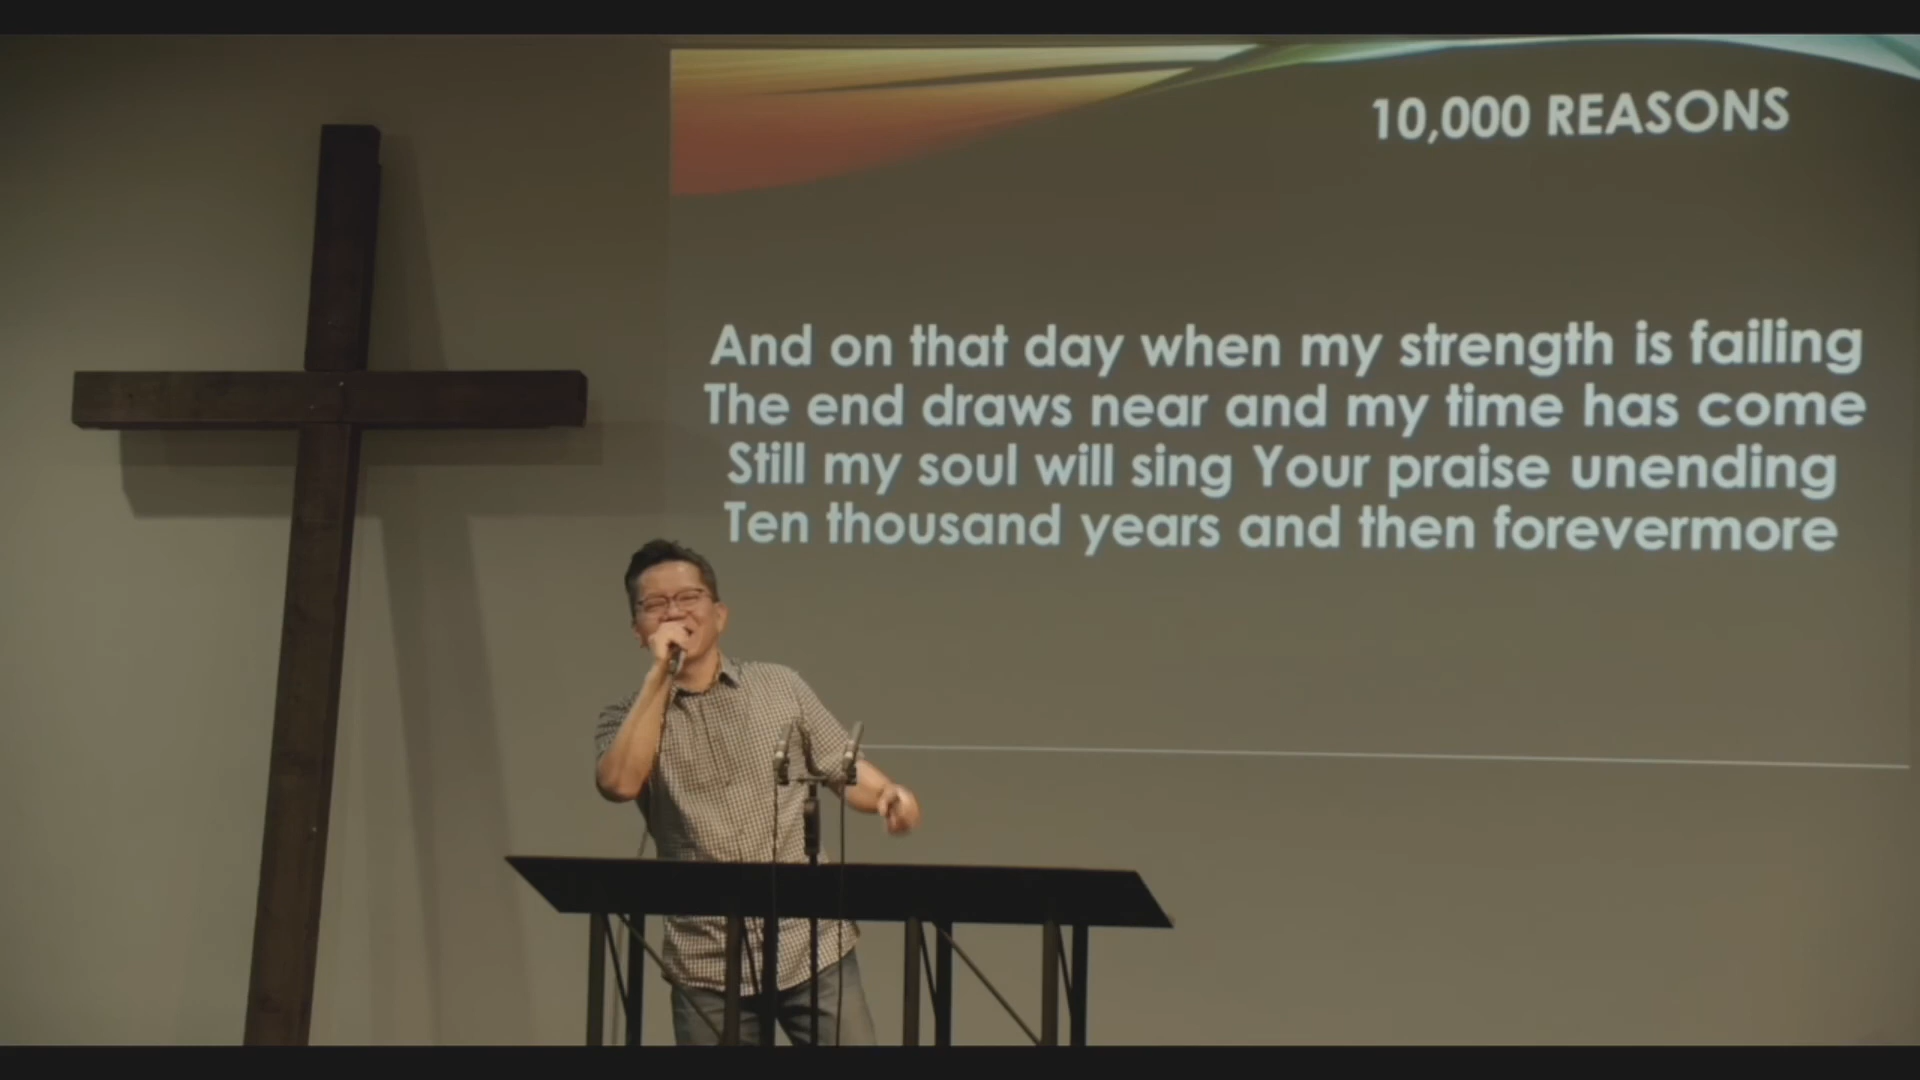 10,000 REASONS
And on that day when my strength is failing
The end draws near and my time has come
Still my soul will sing Your praise unending
Ten thousand years and then forevermore